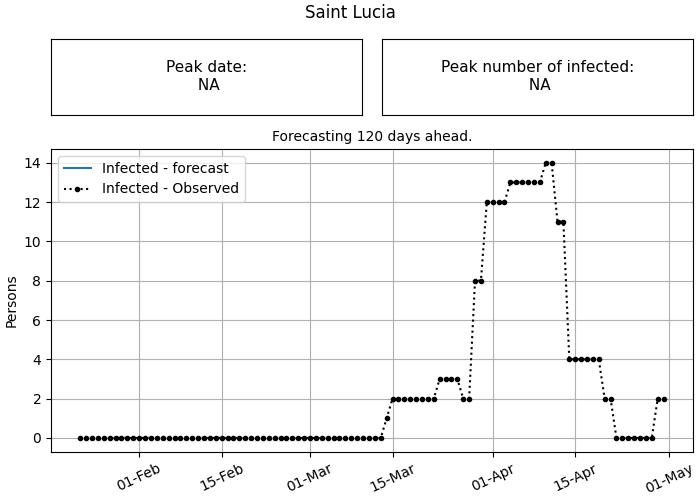 Saint Lucia
Peak date:
NA
Peak number of infected:
NA
Forecasting 120 days ahead.
Infected - forecast
Infected - Observed
Persons
14
12
10
8
6
4
2
0
01-Feb
15-Feb
01-Mar
15-Mar
01-Apr
15-Apr
01-May